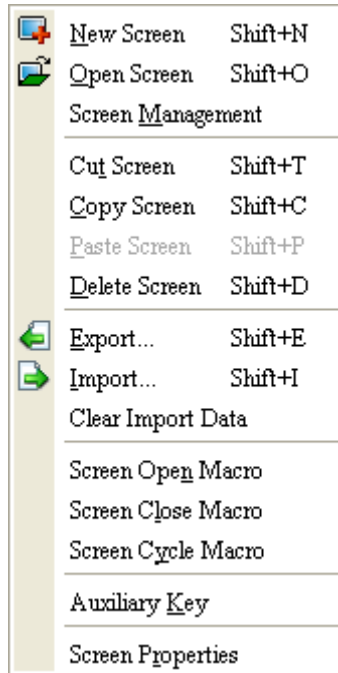 New Screen Shift+N
Open Screen Shift+O
Screen Management
Cut Screen Shift+T
Copy Screen Shift+C
Paste Screen Shift+P
Delete Screen Shift+D
Export... Shift+E
Import... Shift+I
Clear Import Data
Screen Open Macro
Screen Close Macro
Screen Cycle Macro
Auxiliary Key
Screen Properties